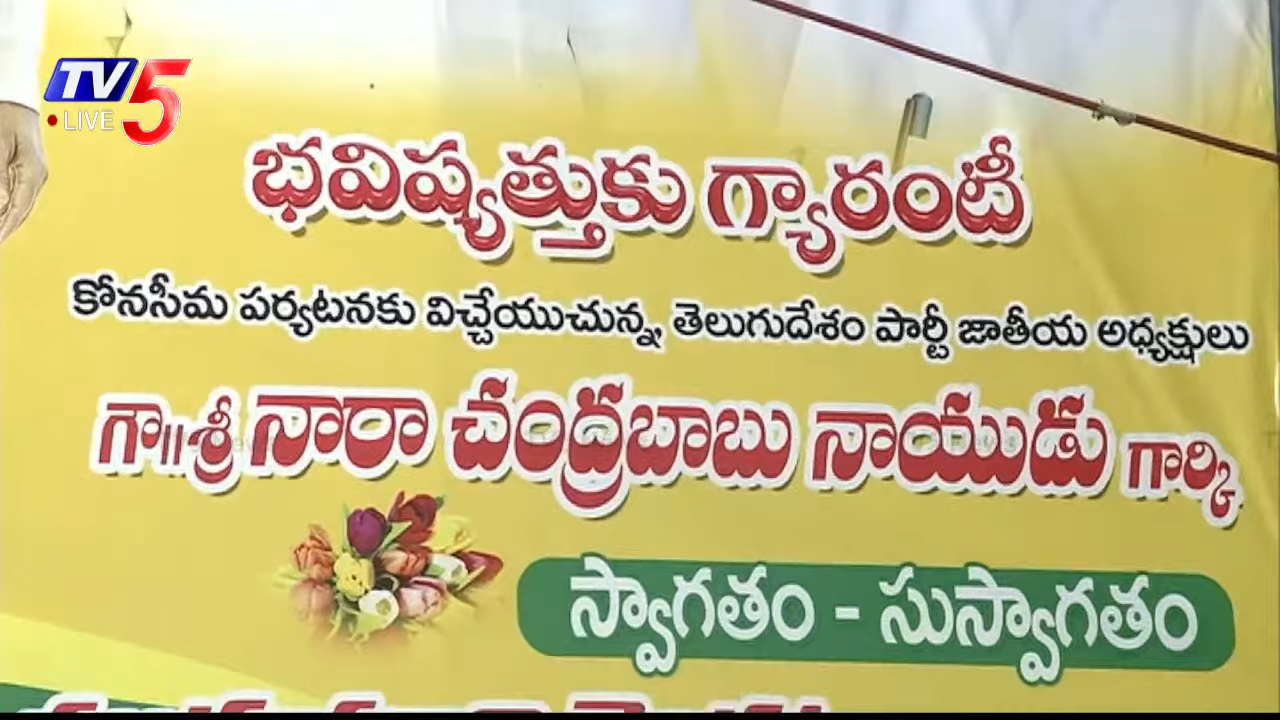 TV5
LIVE
భవిష్యత్తుకు గ్యారంటీ
కోనసీమ పర్యటనకు విచ్చేయుచున్న, తెలుగుదేశం పార్టీ జాతీయ అధ్యక్షులు
గౌ||శ్రీ నారా చంద్రబాబు నాయుడు గార్కి
స్వాగతం - సుస్వాగతం